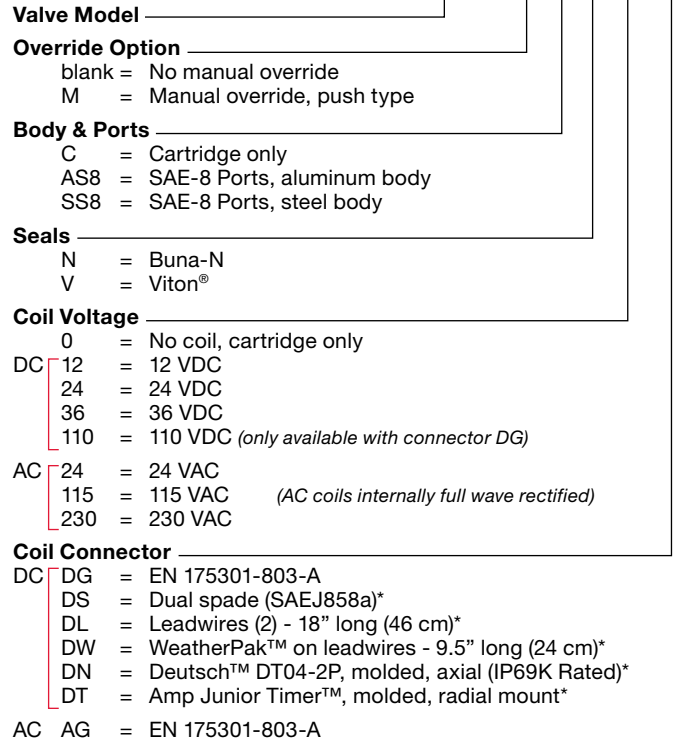 Valve Model
Override Option
blank = No manual override
M = Manual override, push type
Body & Ports
C = Cartridge only
AS8 = SAE-8 Ports, aluminum body
SS8 = SAE-8 Ports, steel body
Seals
N = Buna-N
V = Viton®
Coil Voltage
0 = No coil, cartridge only
DC 12 = 12 VDC
24 = 24 VDC
36 = 36 VDC
110 = 110 VDC (only available with connector DG)
AC 24 = 24 VAC
115 = 115 VAC (AC coils internally full wave rectified)
230 = 230 VAC
Coil Connector
DC DG = EN 175301-803-A
DS = Dual spade (SAEJ858a)*
DL = Leadwires (2) - 18” long (46 cm)*
DW = WeatherPak™ on leadwires - 9.5” long (24 cm)*
DN = Deutsch™ DT04-2P, molded, axial (IP69K Rated)*
DT = Amp Junior Timer™, molded, radial mount*
AC AG = EN 175301-803-A